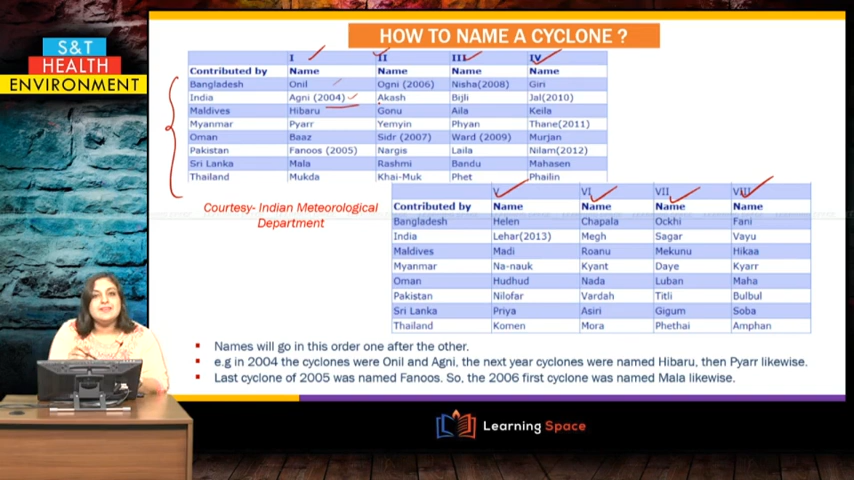 S&T
HEALTH
ENVIRONMENT
HOW TO NAME A CYCLONE ?
I II III IV
Contributed by Name Name Name Name
Bangladesh Onil Ogni (2006) Nisha(2008) Giri
India Agni (2004) Akash Bijli Jal(2010)
Maldives Hibaru Gonu Aila Keila
Myanmar Pyarr Yemyin Phyan Thane(2011)
Oman Baaz Sidr (2007) Ward (2009) Murjan
Pakistan Fanoos (2005) Nargis Laila Nilam(2012)
Sri Lanka Mala Rashmi Bandu Mahasen
Thailand Mukda Khai-Muk Phet Phailin
Courtesy- Indian Meteorological
Department
V VI VII VIII
Contributed by Name Name Name Name
Bangladesh Helen Chapala Ockhi Fani
India Lehar(2013) Megh Sagar Vayu
Maldives Madi Roanu Mekunu Hikaa
Myanmar Na-nauk Kyant Daye Kyarr
Oman Hudhud Nada Luban Maha
Pakistan Nilofar Vardah Titli Bulbul
Sri Lanka Priya Asiri Gigum Soba
Thailand Komen Mora Phethai Amphan
Names will go in this order one after the other.
e.g in 2004 the cyclones were Onil and Agni, the next year cyclones were named Hibaru, then Pyarr likewise.
Last cyclone of 2005 was named Fanoos. So, the 2006 first cyclone was named Mala likewise.
Learning Space